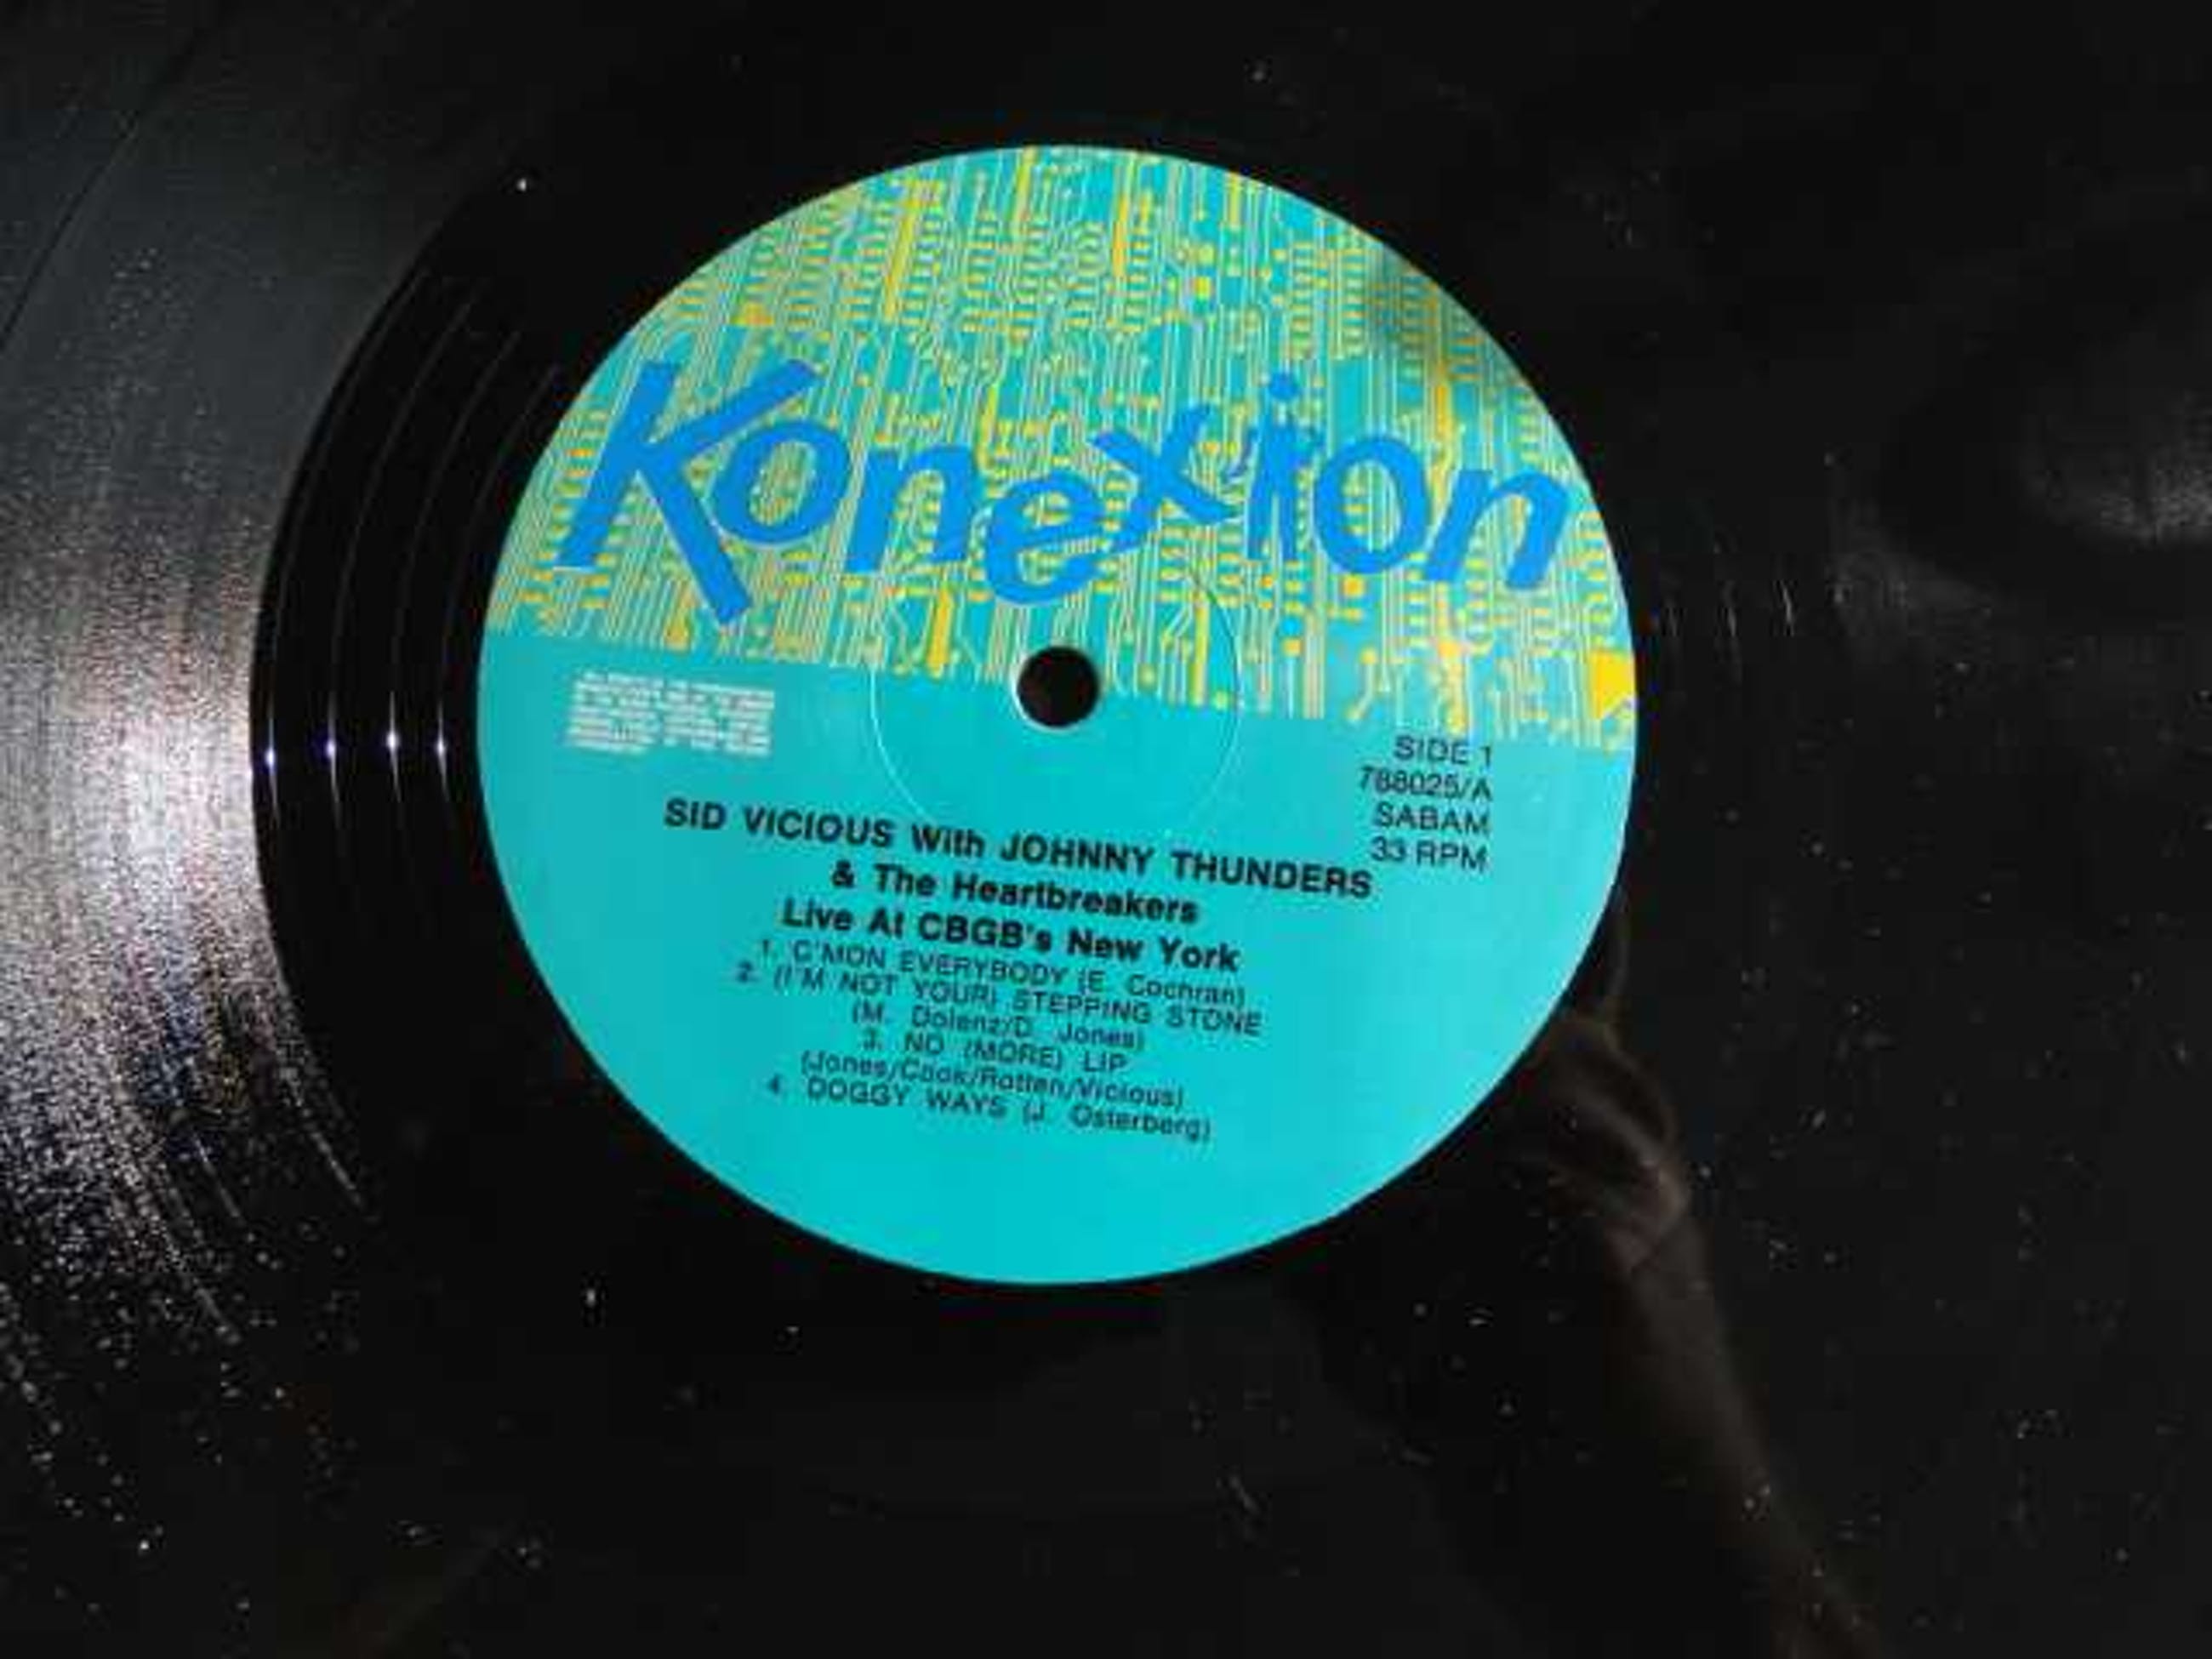 Konexion
SIDE 1
788025/A
SABAM
33 RPM
SID VICIOUS With JOHNNY THUNDERS
& The Heartbreakers
Live At CBGB's New York
1. C'MON EVERYBODY (E. Cochran)
2. (I'M NOT YOUR) STEPPING STONE
(M. Dolenz/D. Jones)
3. NO (MORE) LIP
(Jones/Cook/Rotten/Vicious)
4. DOGGY WAYS (J. Osterberg)